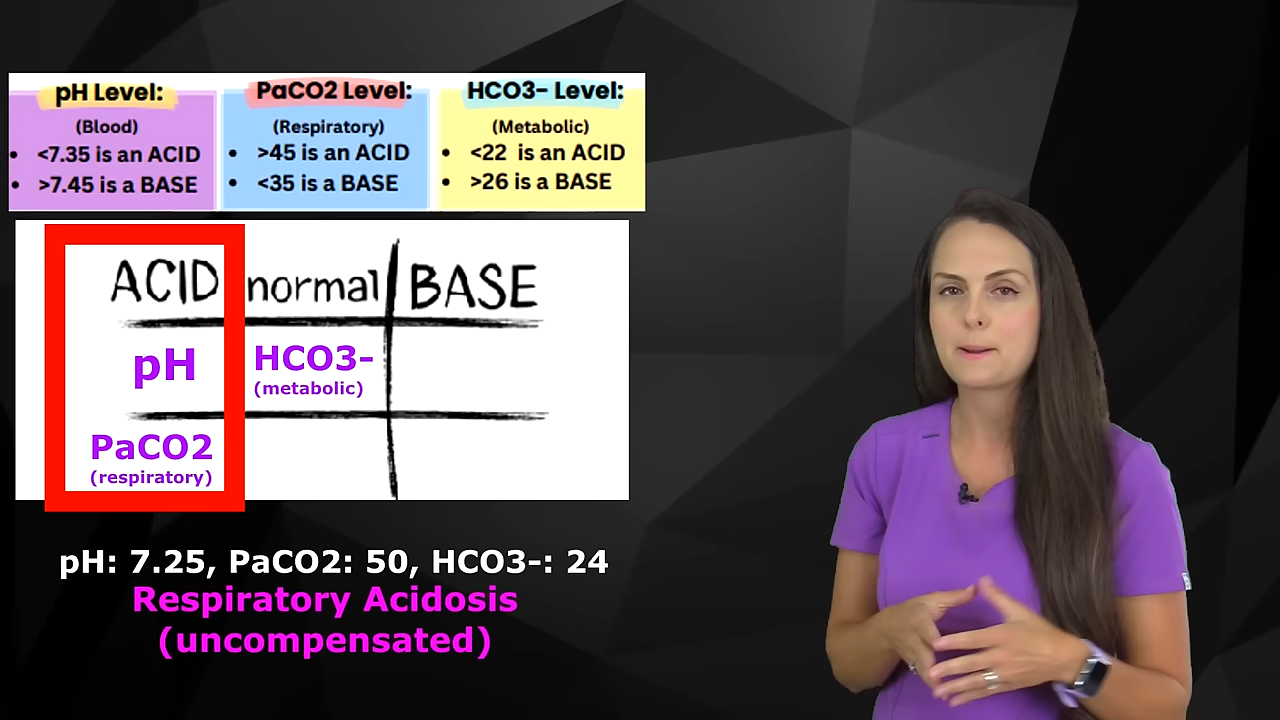 pH Level:
(Blood)
• <7.35 is an ACID
• >7.45 is a BASE
PaCO2 Level:
(Respiratory)
• >45 is an ACID
• <35 is a BASE
HCO3- Level:
(Metabolic)
• <22 is an ACID
• >26 is a BASE
ACID normal BASE
pH HCO3-
(metabolic)
PaCO2
(respiratory)
pH: 7.25, PaCO2: 50, HCO3-: 24
Respiratory Acidosis
(uncompensated)